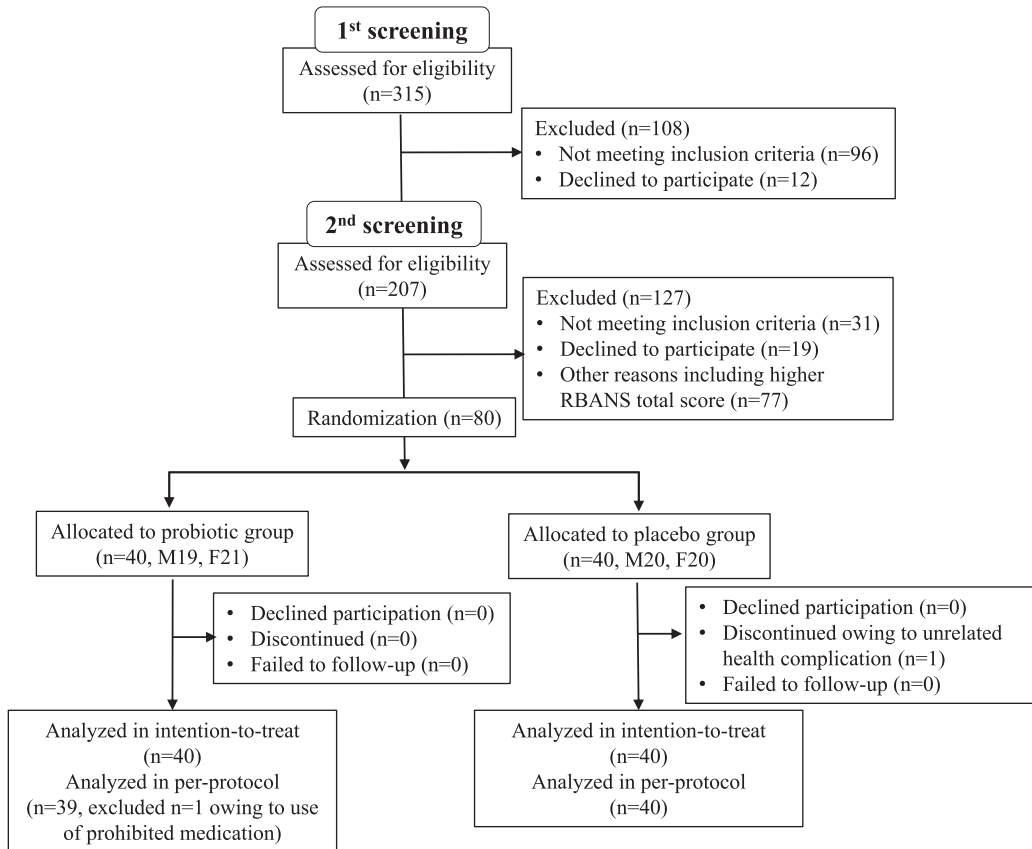 1st screening
Assessed for eligibility
(n=315)
Excluded (n=108)
• Not meeting inclusion criteria (n=96)
• Declined to participate (n=12)
2nd screening
Assessed for eligibility
(n=207)
Excluded (n=127)
• Not meeting inclusion criteria (n=31)
• Declined to participate (n=19)
• Other reasons including higher
RBANS total score (n=77)
Randomization (n=80)
Allocated to probiotic group
(n=40, M19, F21)
Allocated to placebo group
(n=40, M20, F20)
• Declined participation (n=0)
• Discontinued (n=0)
• Failed to follow-up (n=0)
• Declined participation (n=0)
• Discontinued owing to unrelated
health complication (n=1)
• Failed to follow-up (n=0)
Analyzed in intention-to-treat
(n=40)
Analyzed in per-protocol
(n=39, excluded n=1 owing to use
of prohibited medication)
Analyzed in intention-to-treat
(n=40)
Analyzed in per-protocol
(n=40)